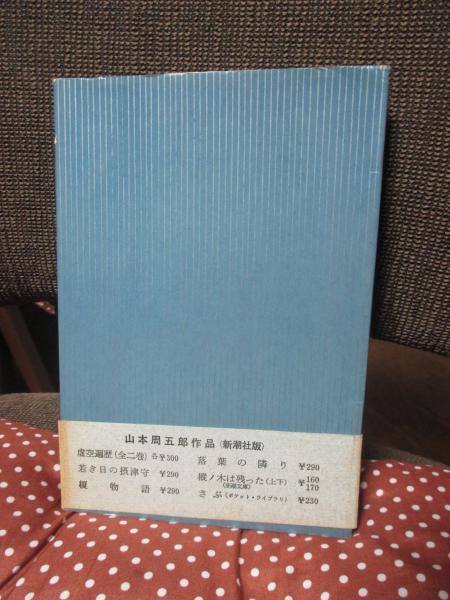 山本周五郎作品(新潮社版)
虚空遍歴(全二巻) 各¥300
若き日の摂津守 ¥290
榎物語 ¥290
落葉の隣り ¥290
樅ノ木は残った(上下) ¥160
(新潮文庫) ¥170
さぶ(ポケット・ライブラリ) ¥230